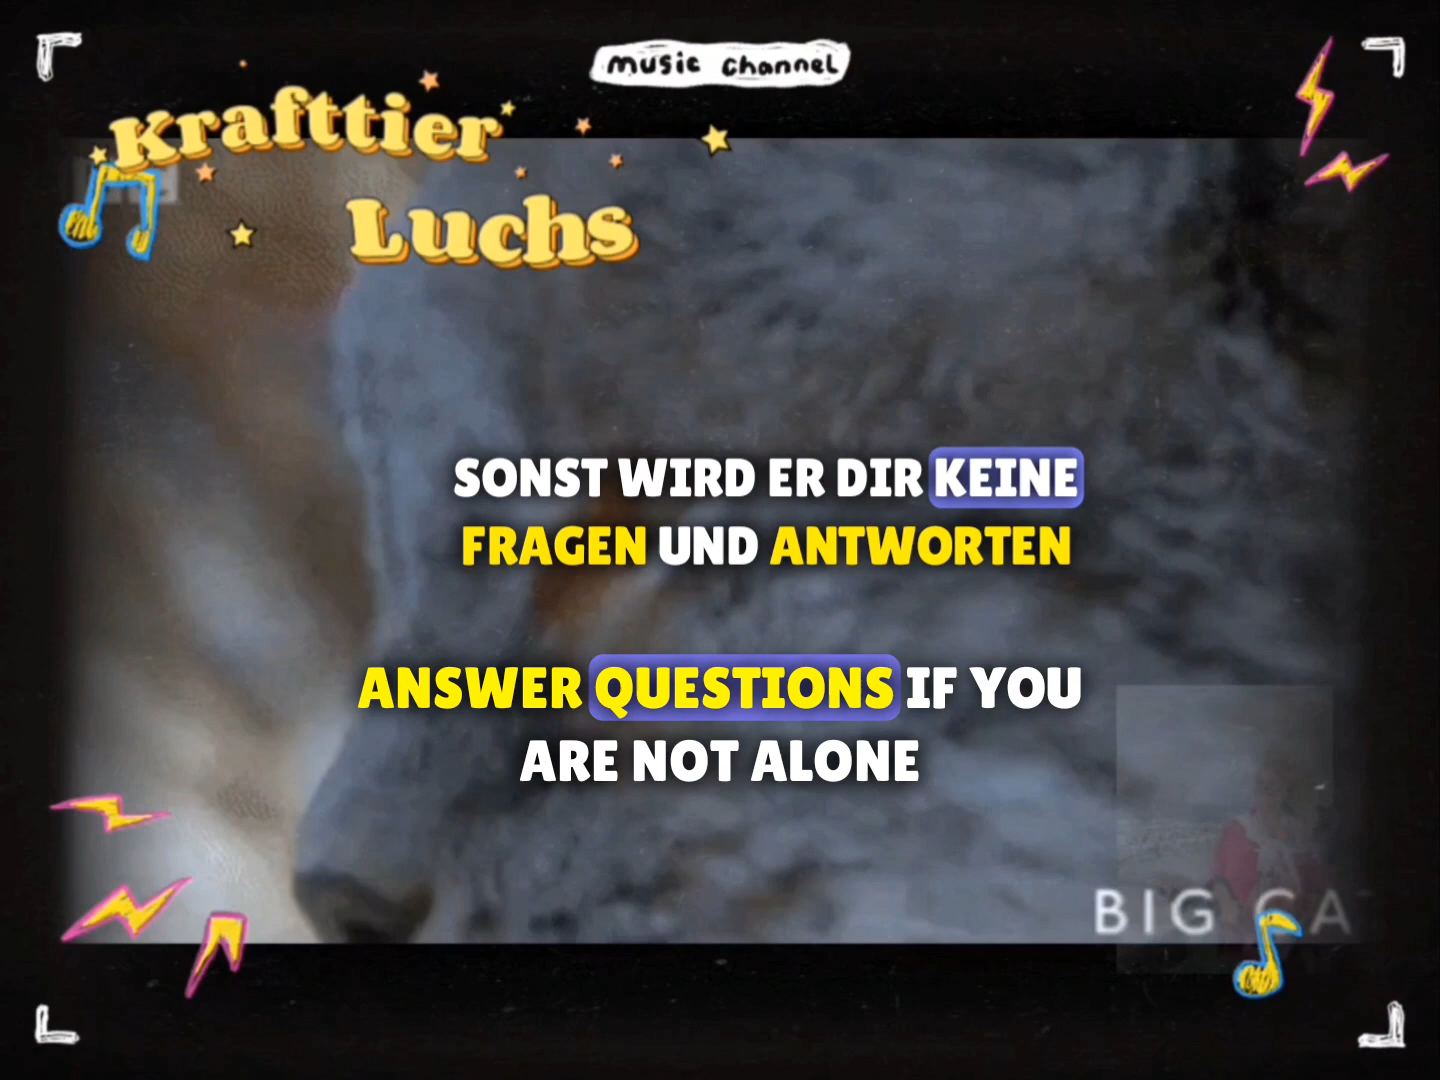 music channel
Krafttier
Luchs
SONST WIRD ER DIR KEINE
FRAGEN UND ANTWORTEN
ANSWER QUESTIONS IF YOU
ARE NOT ALONE
BIG CA